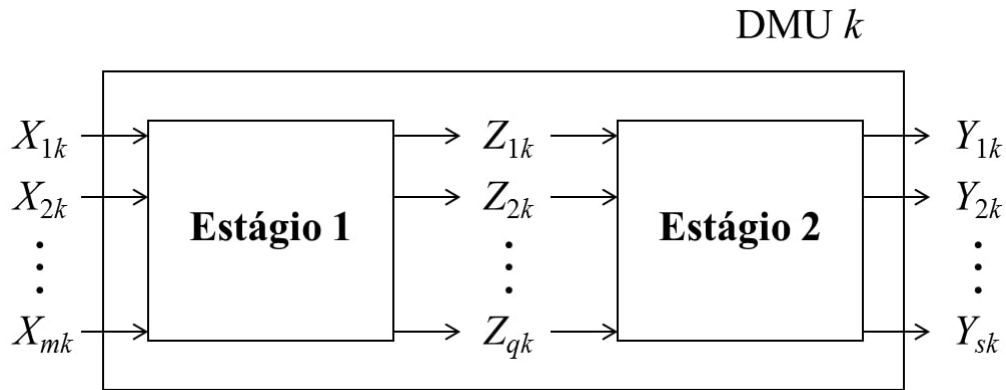 DMU k
X1k Z1k Y1k
X2k Z2k Y2k
Estágio 1 Estágio 2
⋮ ⋮ ⋮
Xmk Zqk Ysk